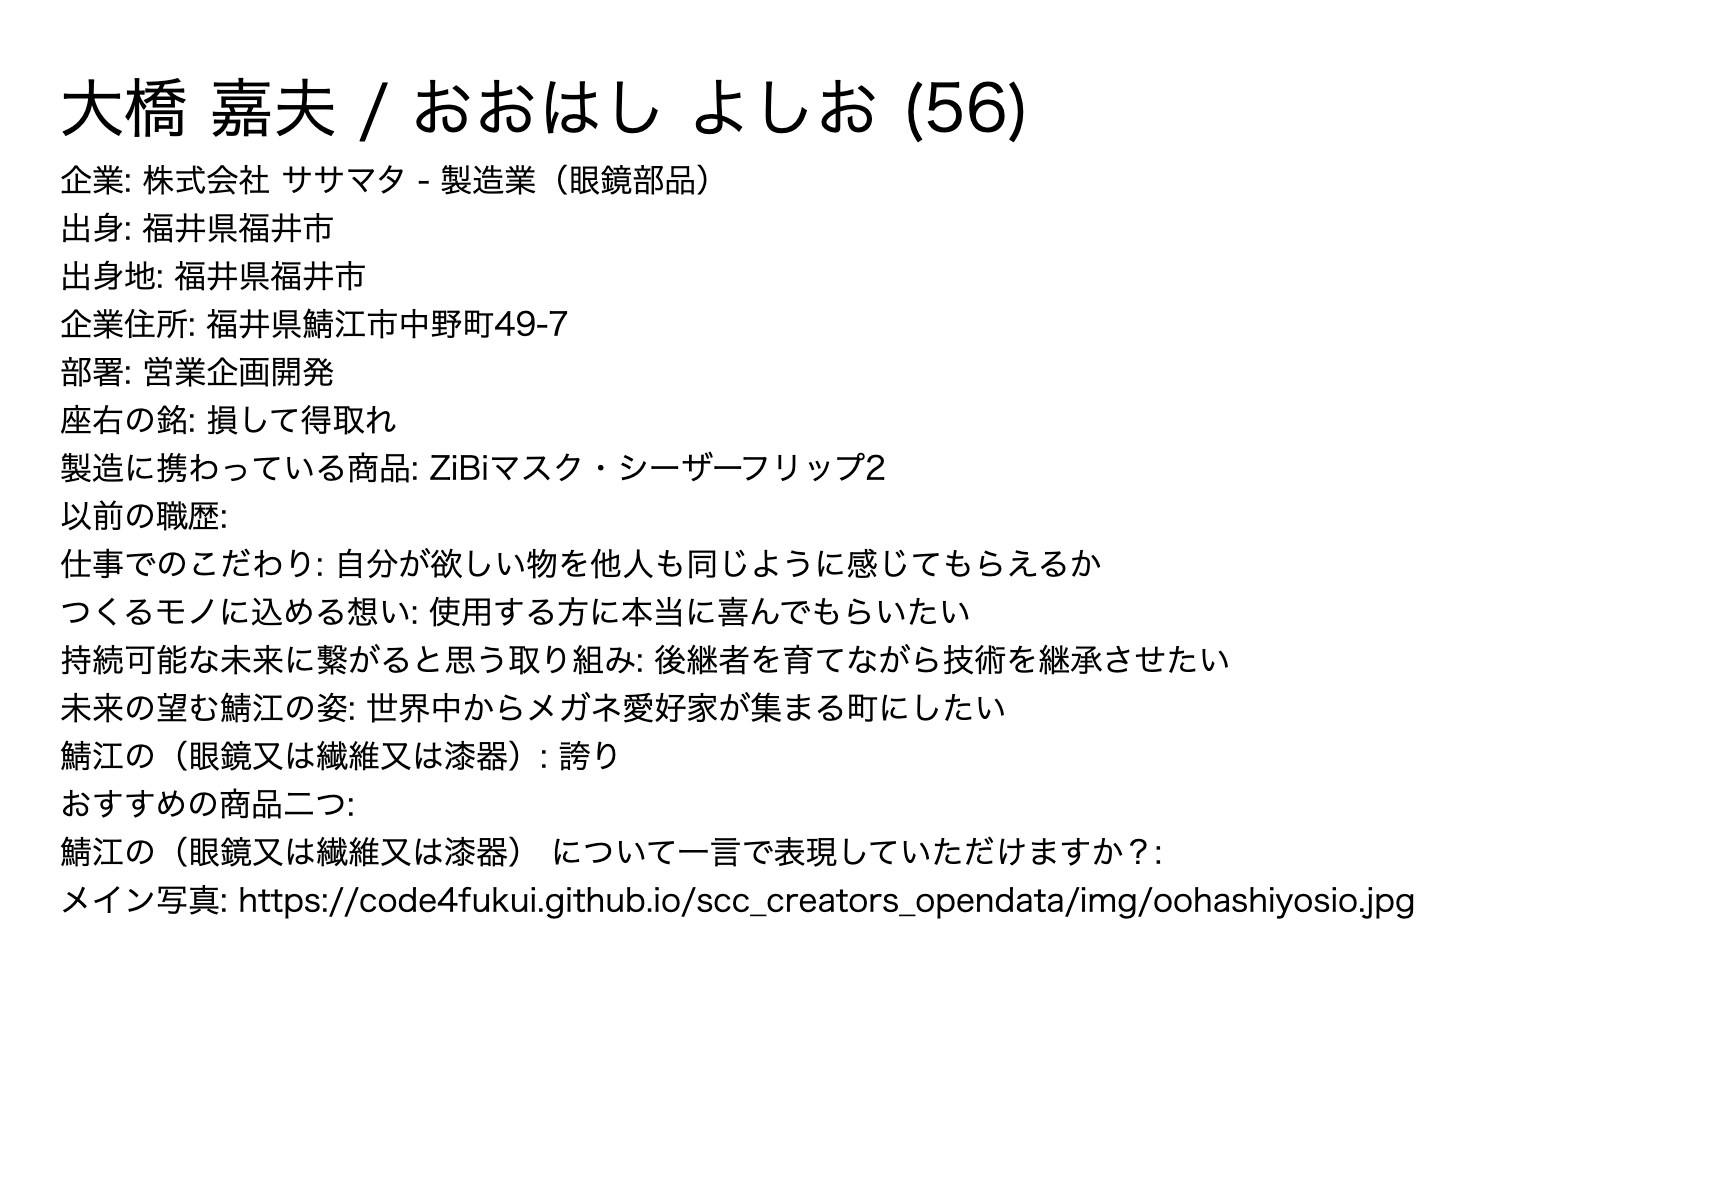 大橋 嘉夫 / おおはし よしお (56)
企業: 株式会社 ササマタ - 製造業（眼鏡部品）
出身: 福井県福井市
出身地: 福井県福井市
企業住所: 福井県鯖江市中野町49-7
部署: 営業企画開発
座右の銘: 損して得取れ
製造に携わっている商品: ZiBiマスク・シーザーフリップ2
以前の職歴:
仕事でのこだわり: 自分が欲しい物を他人も同じように感じてもらえるか
つくるモノに込める想い: 使用する方に本当に喜んでもらいたい
持続可能な未来に繋がると思う取り組み: 後継者を育てながら技術を継承させたい
未来の望む鯖江の姿: 世界中からメガネ愛好家が集まる町にしたい
鯖江の（眼鏡又は繊維又は漆器）: 誇り
おすすめの商品二つ:
鯖江の（眼鏡又は繊維又は漆器） について一言で表現していただけますか？:
メイン写真: https://code4fukui.github.io/scc_creators_opendata/img/oohashiyosio.jpg